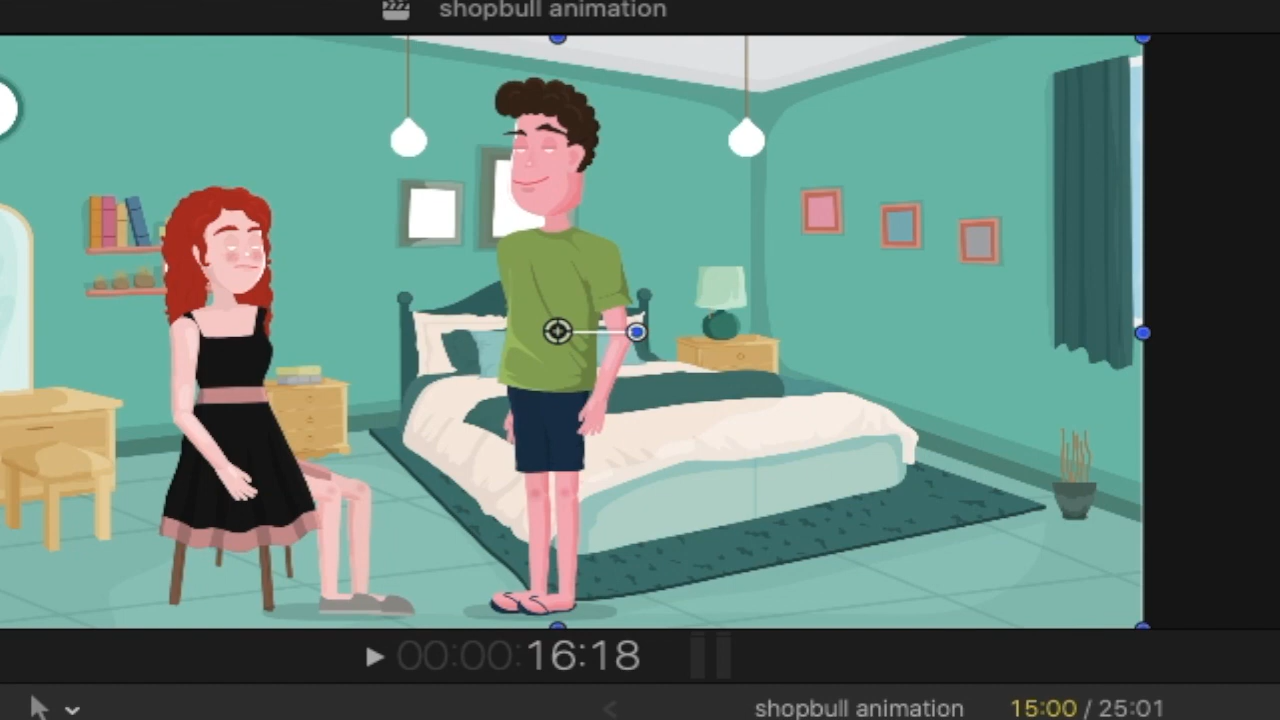 shopbull animation
00:00:16:18
shopbull animation 15:00 / 25:01